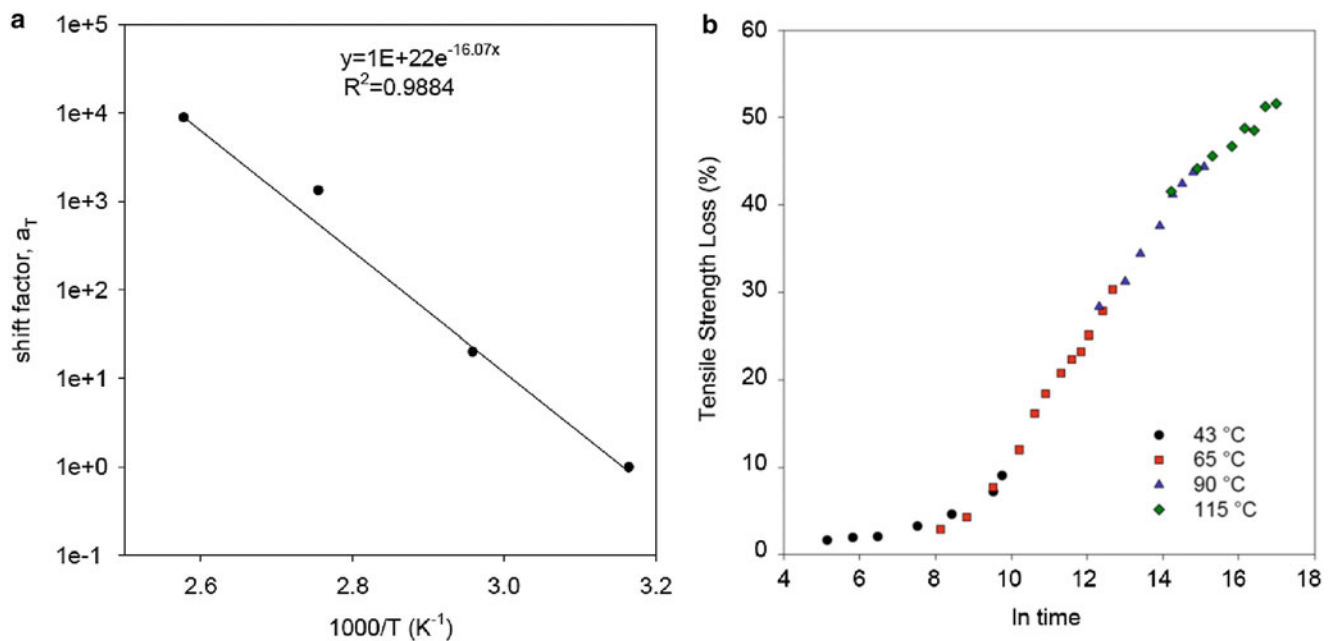 a
y=1E+22e^-16.07x
R^2=0.9884
shift factor, a_T
1e+5
1e+4
1e+3
1e+2
1e+1
1e+0
1e-1
2.6 2.8 3.0 3.2
1000/T (K^-1)
b
Tensile Strength Loss (%)
60
50
40
30
20
10
0
43 °C
65 °C
90 °C
115 °C
4 6 8 10 12 14 16 18
ln time